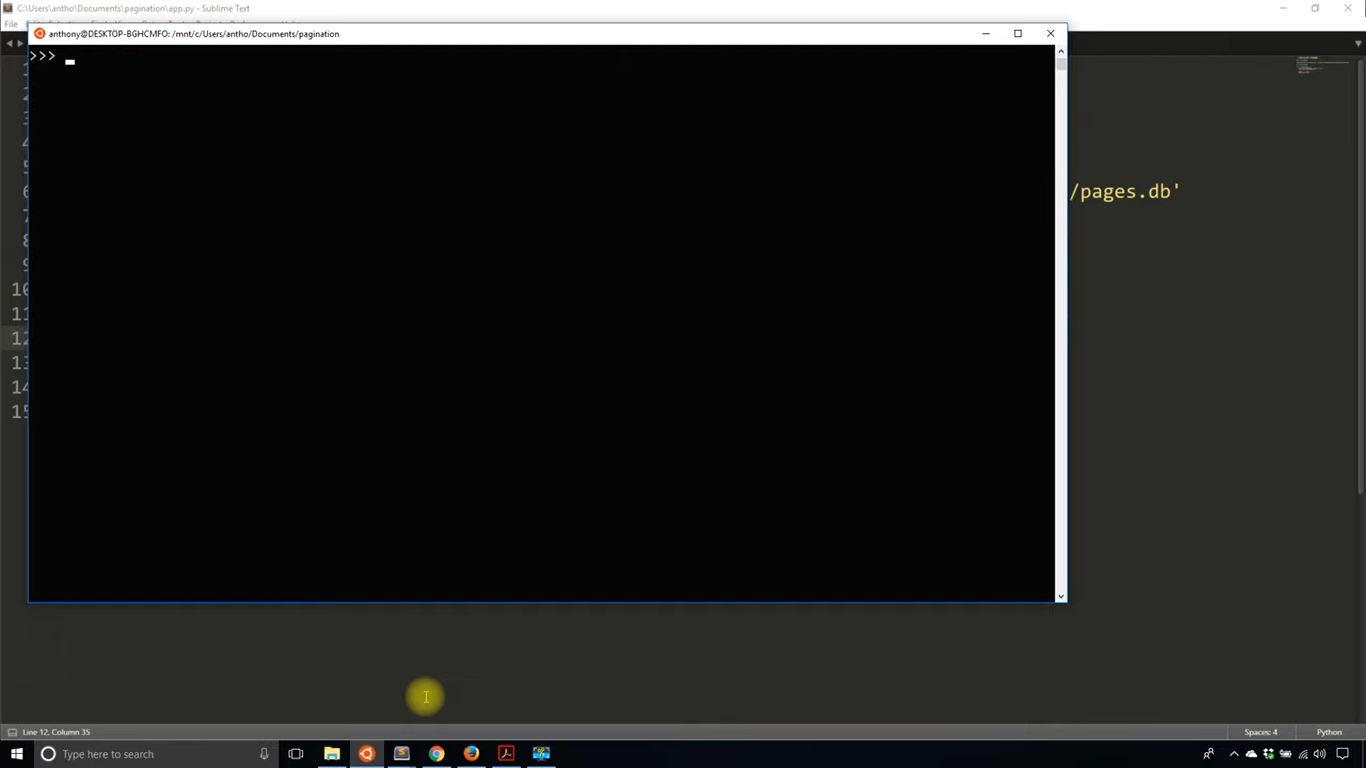 C:\Users\antho\Documents\pagination\app.py - Sublime Text
File
anthony@DESKTOP-BGHCMFO: /mnt/c/Users/antho/Documents/pagination
>>>
1
2
3
4
5
6 /pages.db'
7
8
9
10
11
12
13
14
15
Line 12, Column 35
Spaces: 4
Python
Type here to search